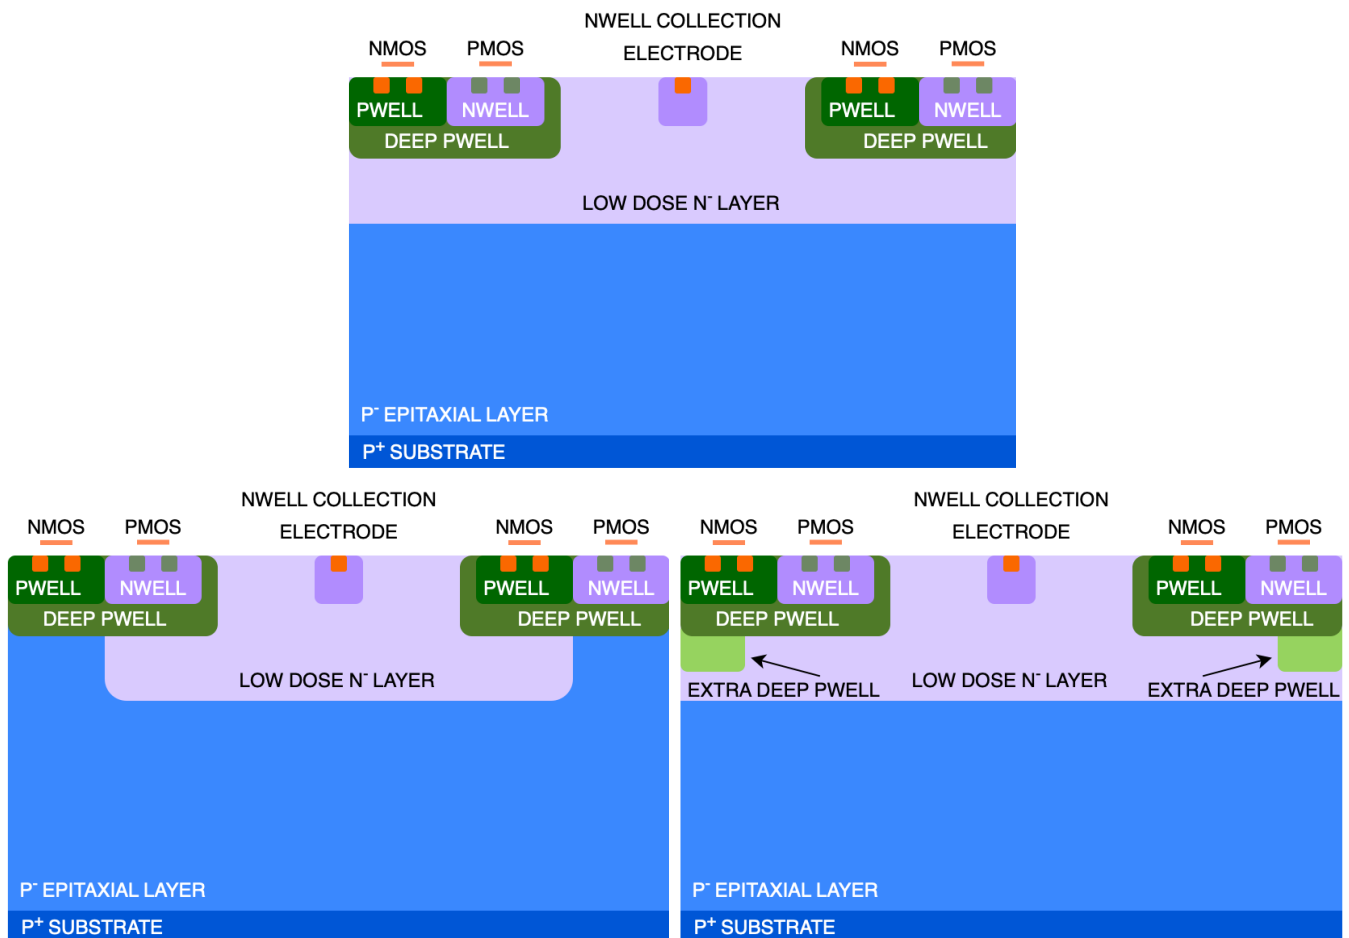 NWELL COLLECTION
ELECTRODE
NMOS PMOS NMOS PMOS
PWELL NWELL PWELL NWELL
DEEP PWELL DEEP PWELL
LOW DOSE N⁻ LAYER
P⁻ EPITAXIAL LAYER
P⁺ SUBSTRATE
NWELL COLLECTION
ELECTRODE
NMOS PMOS NMOS PMOS
PWELL NWELL PWELL NWELL
DEEP PWELL DEEP PWELL
LOW DOSE N⁻ LAYER
P⁻ EPITAXIAL LAYER
P⁺ SUBSTRATE
NWELL COLLECTION
ELECTRODE
NMOS PMOS NMOS PMOS
PWELL NWELL PWELL NWELL
DEEP PWELL DEEP PWELL
EXTRA DEEP PWELL LOW DOSE N⁻ LAYER EXTRA DEEP PWELL
P⁻ EPITAXIAL LAYER
P⁺ SUBSTRATE